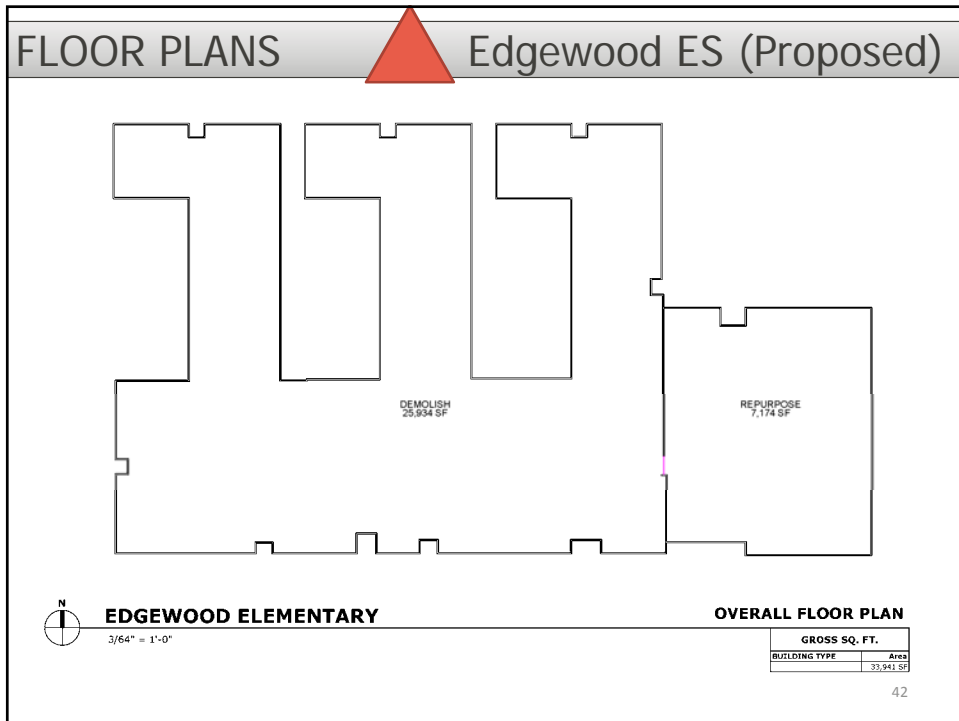 FLOOR PLANS Edgewood ES (Proposed)
DEMOLISH
25,934 SF
REPURPOSE
7,174 SF
N
EDGEWOOD ELEMENTARY
3/64" = 1'-0"
OVERALL FLOOR PLAN
GROSS SQ. FT.
BUILDING TYPE Area
33,941 SF
42